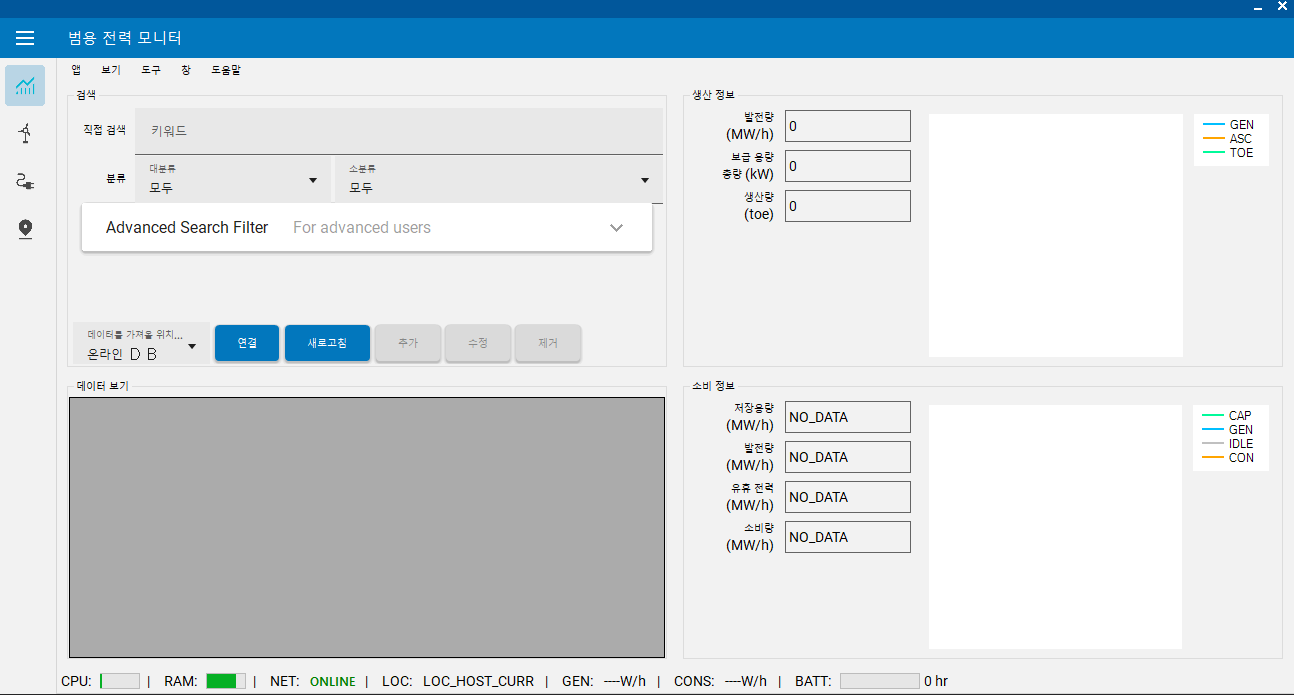 범용 전력 모니터
앱 보기 도구 창 도움말
검색
직접 검색 키워드
분류
대분류
모두
소분류
모두
Advanced Search Filter For advanced users
데이터를 가져올 위치...
온라인 D B
연결 새로고침 추가 수정 제거
데이터 보기
생산 정보
발전량
(MW/h)
0
보급 용량
총량 (kW)
0
생산량
(toe)
0
GEN
ASC
TOE
소비 정보
저장용량
(MW/h)
NO_DATA
발전량
(MW/h)
NO_DATA
유휴 전력
(MW/h)
NO_DATA
소비량
(MW/h)
NO_DATA
CAP
GEN
IDLE
CON
CPU: | RAM: | NET: ONLINE | LOC: LOC_HOST_CURR | GEN: ----W/h | CONS: ----W/h | BATT: 0 hr